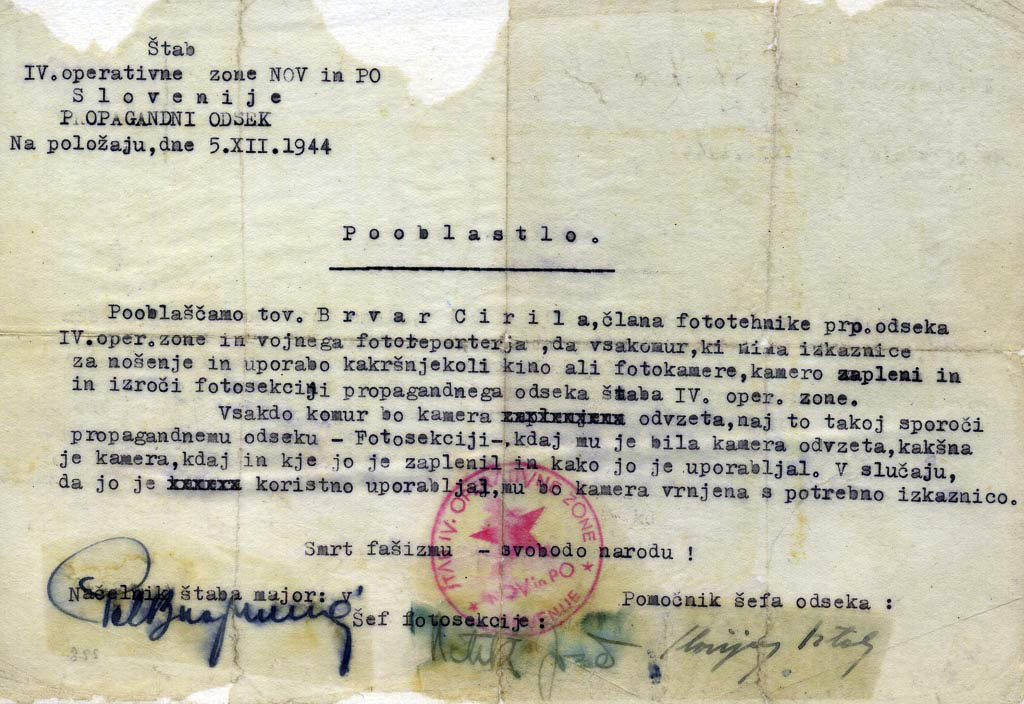 Štab
IV.operativne zone NOV in PO
S l o v e n i j e
PROPAGANDNI ODSEK
Na položaju,dne 5.XII.1944
P o o b l a s t l o .
Pooblaščamo tov. B r v a r C i r i l a,člana fototehnike prp.odseka
IV.oper.zone in vojnega fotoreporterja ,da vsakomur,ki nima izkaznice
za nošenje in uporabo kakršnjekoli kino ali fotokamere,kamero zapleni in
in izroči fotosekciji propagandnega odseka štaba IV. oper. zone.
Vsakdo komur bo kamera zaplenjena odvzeta,naj to takoj sporoči
propagandnemu odseku - Fotosekciji-,kdaj mu je bila kamera odvzeta,kakšna
je kamera,kdaj in kje jo je zaplenil in kako jo je uporabljal. V slučaju,
da jo je koristno uporabljal,mu bo kamera vrnjena s potrebno izkaznico.
ŠTAB IV. OPERATIVNE ZONE
NOV in PO
SLOVENIJE
Smrt fašizmu - svobodo narodu !
Načelnik štaba major: v
Šef fotosekcije :
Pomočnik šefa odseka :